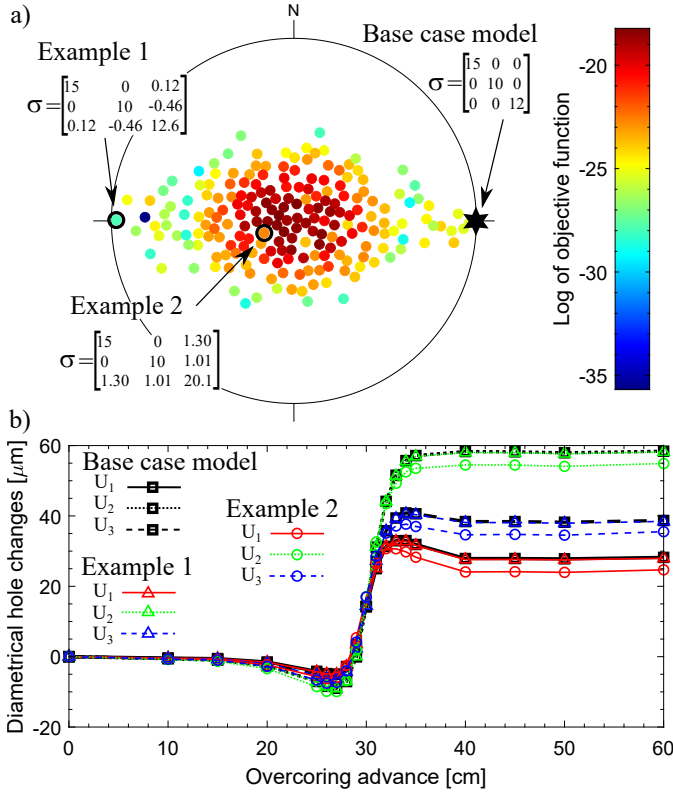 a)
N
Example 1
σ=[15 0 0.12
0 10 -0.46
0.12 -0.46 12.6]
Base case model
σ=[15 0 0
0 10 0
0 0 12]
Example 2
σ=[15 0 1.30
0 10 1.01
1.30 1.01 20.1]
-20
-25
-30
-35
Log of objective function
b)
Diametrical hole changes [μm]
60
40
20
0
-20
Base case model
U₁
U₂
U₃
Example 1
U₁
U₂
U₃
Example 2
U₁
U₂
U₃
0 10 20 30 40 50 60
Overcoring advance [cm]